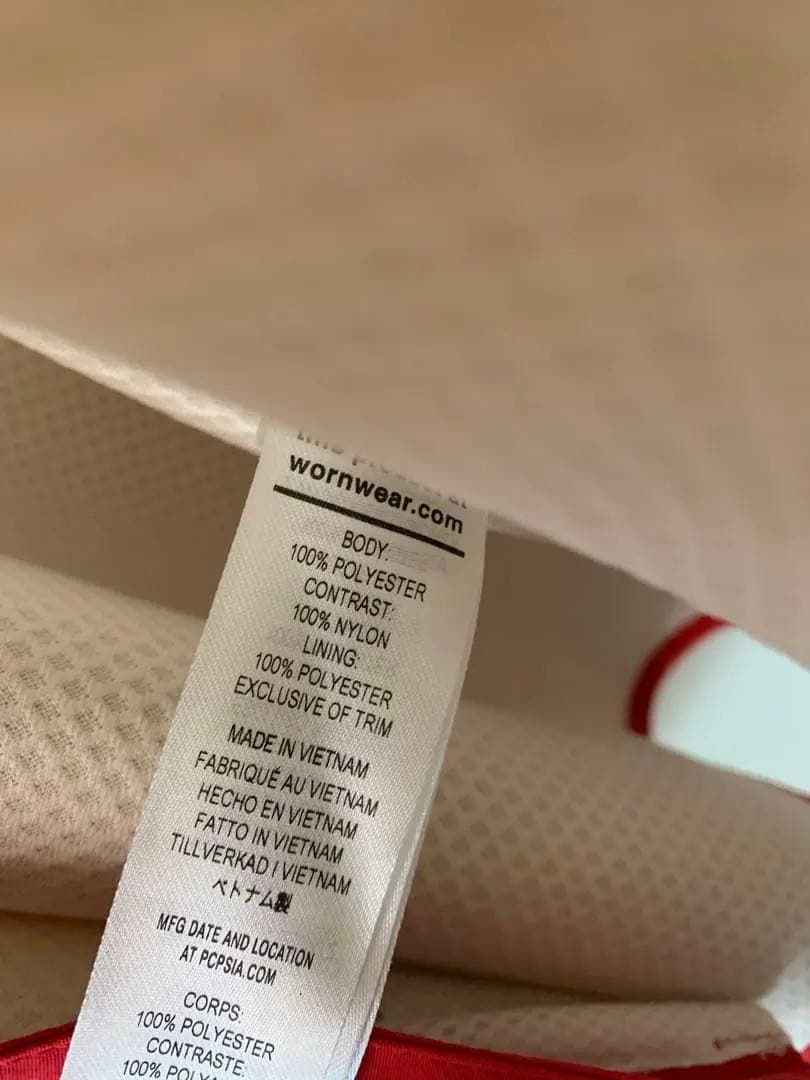 wornwear.com
BODY:
100% POLYESTER
CONTRAST:
100% NYLON
LINING:
100% POLYESTER
EXCLUSIVE OF TRIM
MADE IN VIETNAM
FABRIQUÉ AU VIETNAM
HECHO EN VIETNAM
FATTO IN VIETNAM
TILLVERKAD I VIETNAM
ベトナム製
MFG DATE AND LOCATION
AT PCPSIA.COM
CORPS:
100% POLYESTER
CONTRASTE:
100%